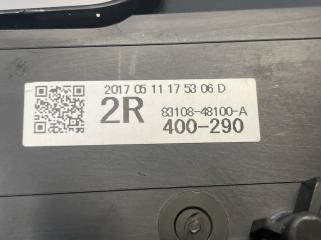 2017 05 11 17 53 06 D
2R
83108-48100-A
400-290